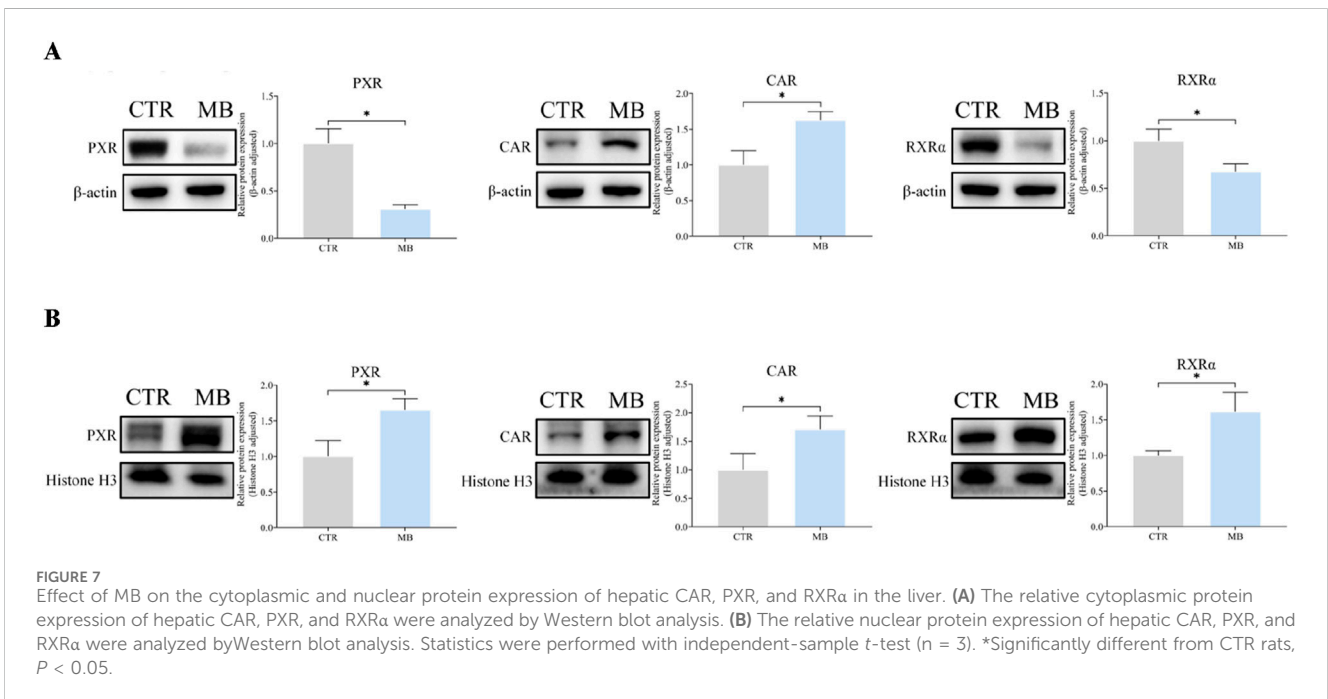 A
PXR
CTR MB
PXR
β-actin
Relative protein expression
(β-actin adjusted)
1.5
1.0
0.5
0.0
*
CTR
MB
CAR
CTR MB
CAR
β-actin
Relative protein expression
(β-actin adjusted)
2.0
1.5
1.0
0.5
0.0
*
CTR
MB
RXRα
CTR MB
RXRα
β-actin
Relative protein expression
(β-actin adjusted)
1.5
1.0
0.5
0.0
*
CTR
MB
B
PXR
CTR MB
PXR
Histone H3
Relative protein expression
(Histone H3 adjusted)
2.0
1.5
1.0
0.5
0.0
*
CTR
MB
CAR
CTR MB
CAR
Histone H3
Relative protein expression
(Histone H3 adjusted)
2.5
2.0
1.5
1.0
0.5
0.0
*
CTR
MB
RXRα
CTR MB
RXRα
Histone H3
Relative protein expression
(Histone H3 adjusted)
2.0
1.5
1.0
0.5
0.0
*
CTR
MB
FIGURE 7
Effect of MB on the cytoplasmic and nuclear protein expression of hepatic CAR, PXR, and RXRα in the liver. (A) The relative cytoplasmic protein
expression of hepatic CAR, PXR, and RXRα were analyzed by Western blot analysis. (B) The relative nuclear protein expression of hepatic CAR, PXR, and
RXRα were analyzed byWestern blot analysis. Statistics were performed with independent-sample t-test (n = 3). *Significantly different from CTR rats,
P < 0.05.